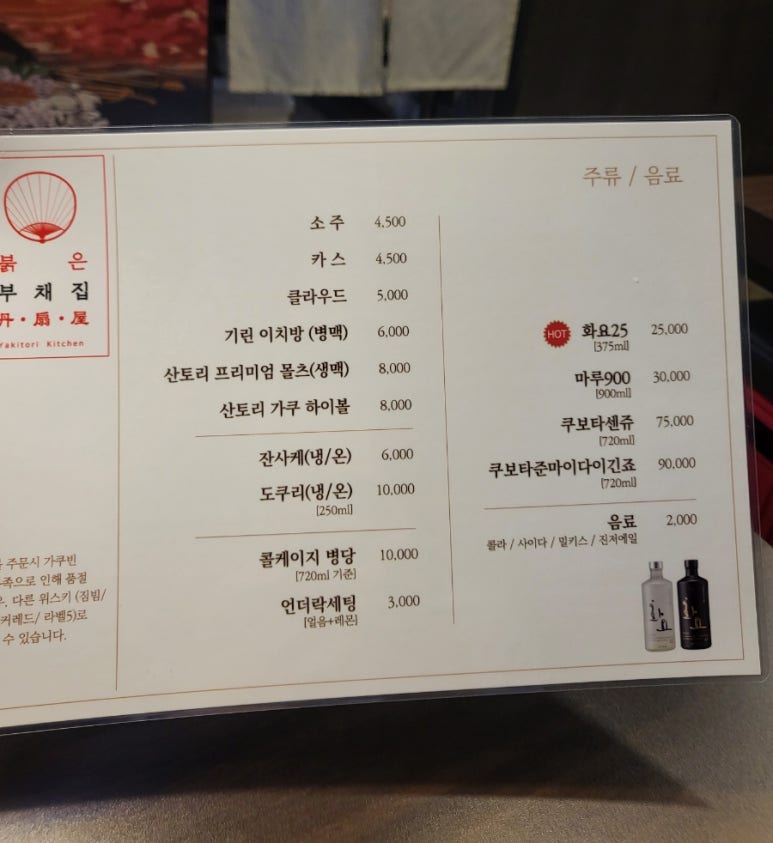 붉 은
부 채 집
丹・扇・屋
Yakitori Kitchen
주문시 가쿠빈
족으로 인해 품절
다른 위스키 (짐빔/
커레드/ 라벨5)로
수 있습니다.
소 주 4,500
카 스 4,500
클라우드 5,000
기린 이치방 (병맥) 6,000
산토리 프리미엄 몰츠(생맥) 8,000
산토리 가쿠 하이볼 8,000
잔사케(냉/온) 6,000
도쿠리(냉/온) 10,000
[250ml]
콜케이지 병당 10,000
[720ml 기준]
언더락세팅 3,000
[얼음+레몬]
주류 / 음료
HOT 화요25 25,000
[375ml]
마루900 30,000
[900ml]
쿠보타센쥬 75,000
[720ml]
쿠보타준마이다이긴죠 90,000
[720ml]
음료 2,000
콜라 / 사이다 / 밀키스 / 진저에일
화요
화요